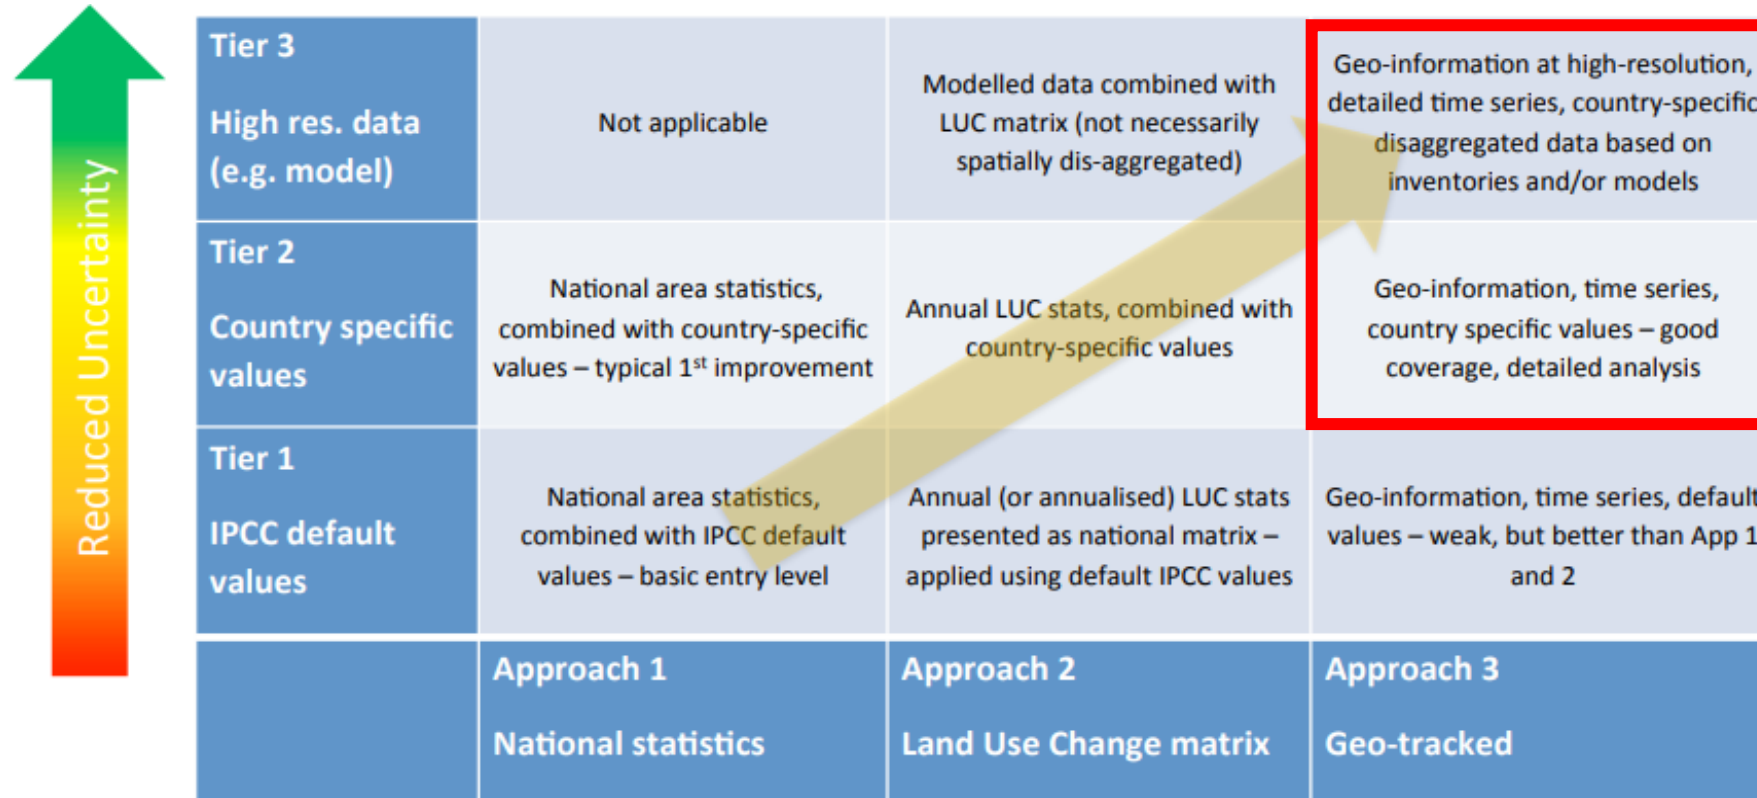 Reduced Uncertainty
Tier 3
High res. data
(e.g. model)
Not applicable
Modelled data combined with
LUC matrix (not necessarily
spatially dis-aggregated)
Geo-information at high-resolution,
detailed time series, country-specific
disaggregated data based on
inventories and/or models
Tier 2
Country specific
values
National area statistics,
combined with country-specific
values – typical 1st improvement
Annual LUC stats, combined with
country-specific values
Geo-information, time series,
country specific values – good
coverage, detailed analysis
Tier 1
IPCC default
values
National area statistics,
combined with IPCC default
values – basic entry level
Annual (or annualised) LUC stats
presented as national matrix –
applied using default IPCC values
Geo-information, time series, default
values – weak, but better than App 1
and 2
Approach 1
National statistics
Approach 2
Land Use Change matrix
Approach 3
Geo-tracked